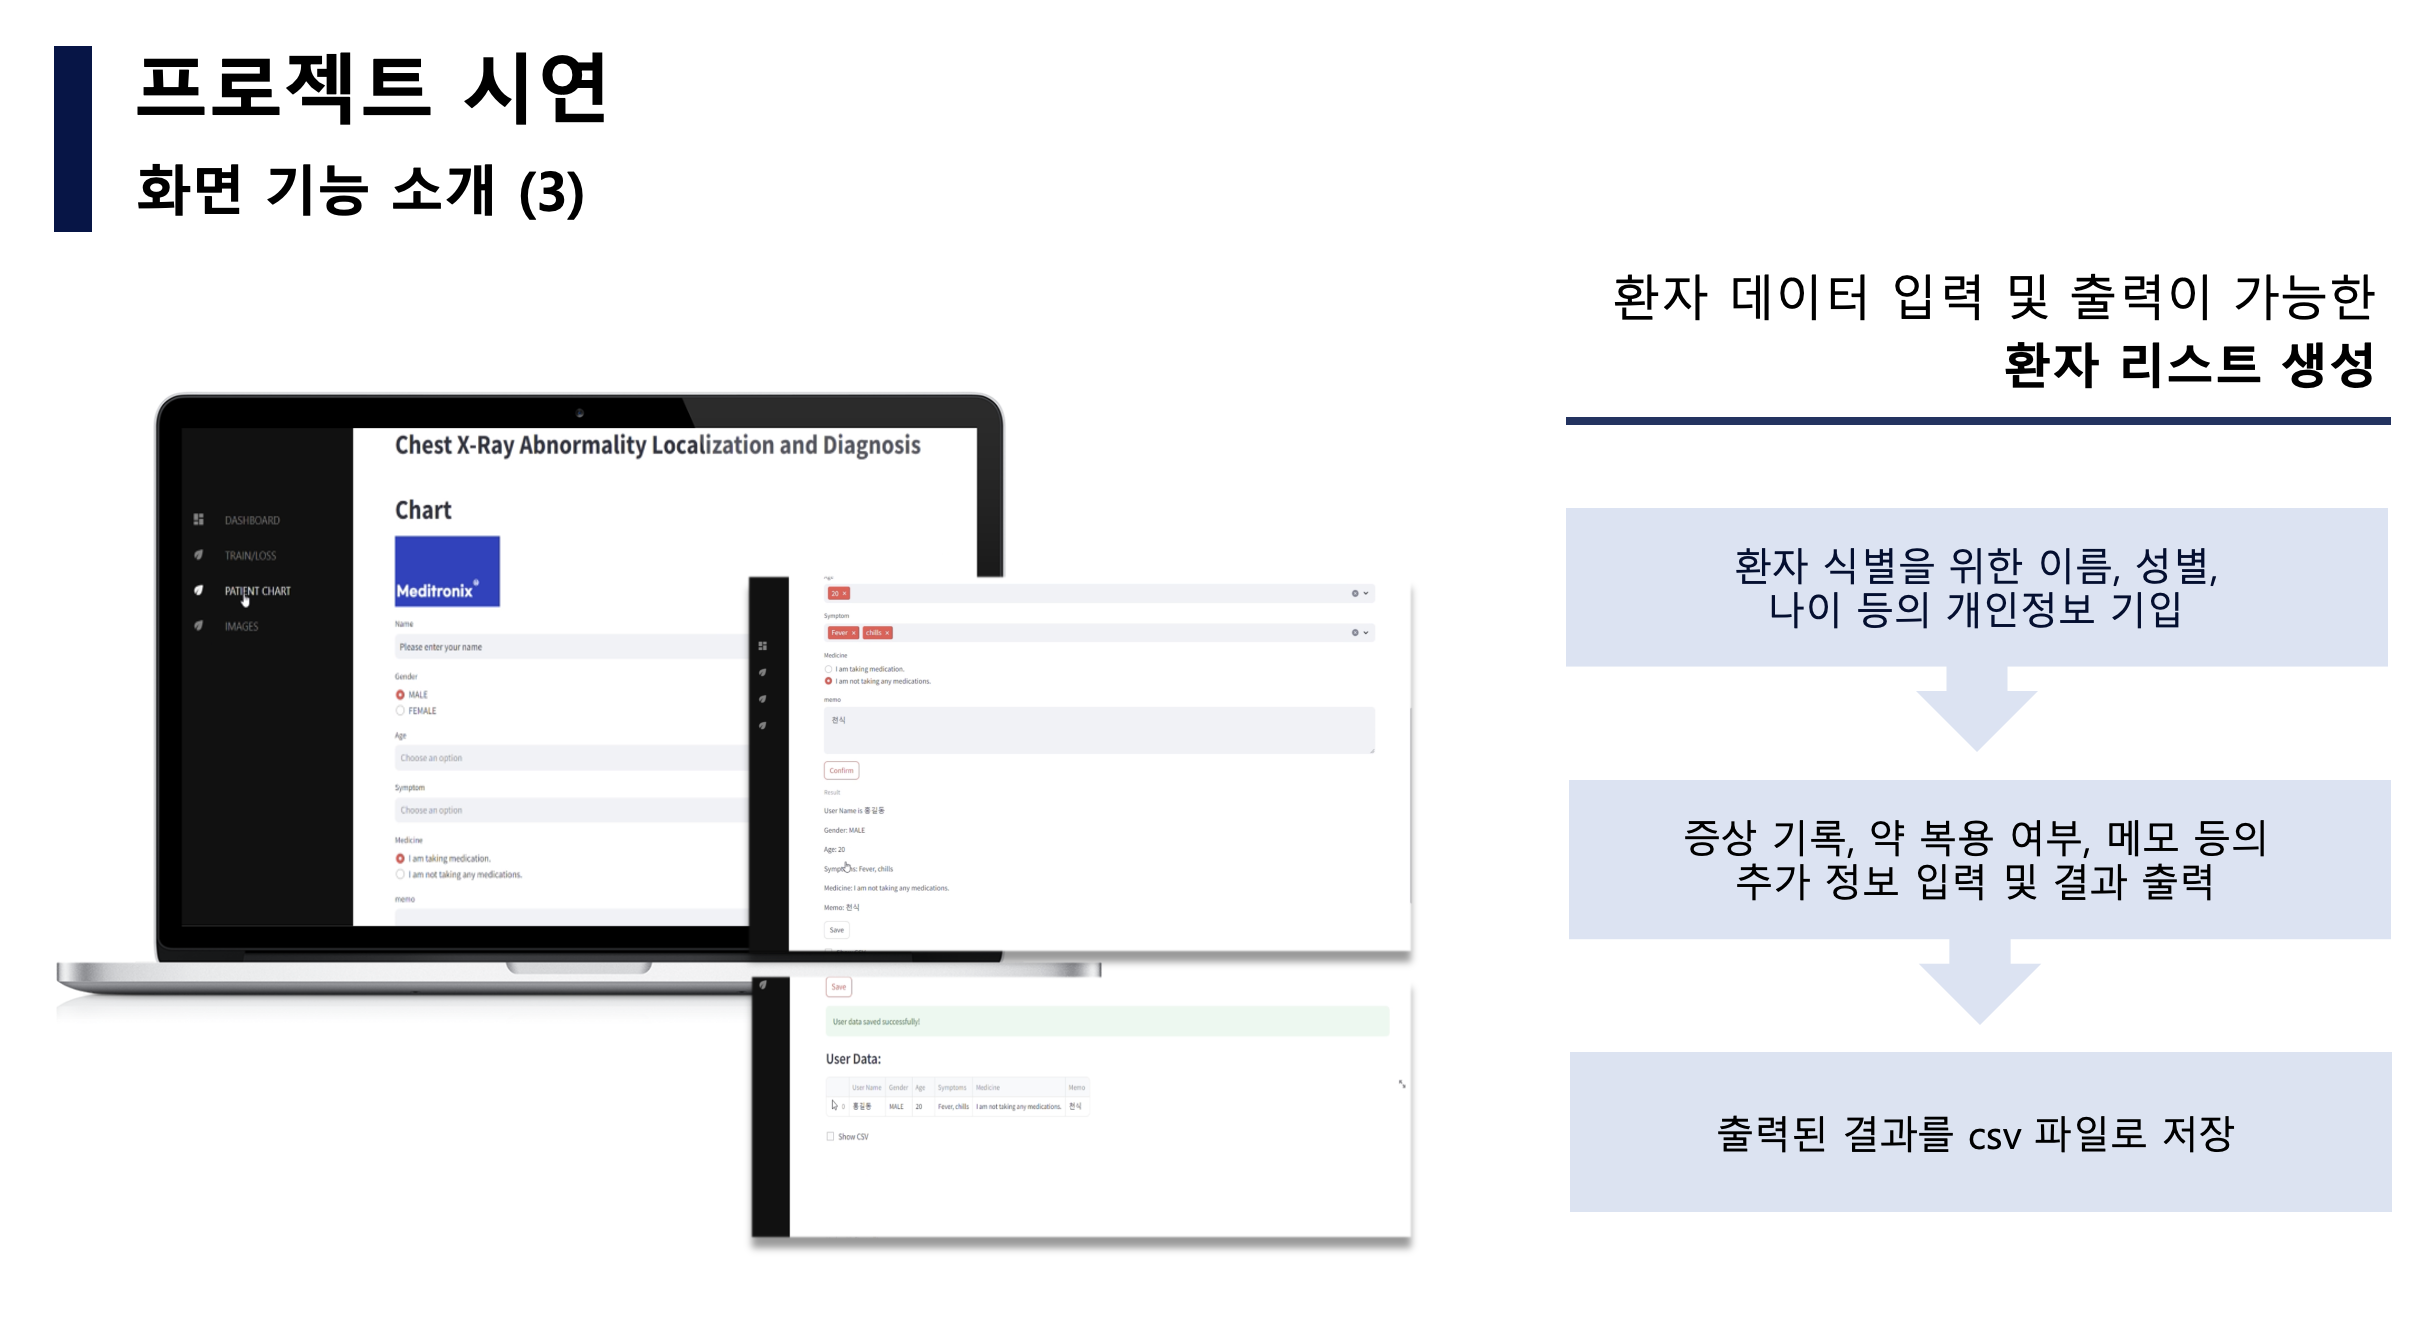 프로젝트 시연
화면 기능 소개 (3)
환자 데이터 입력 및 출력이 가능한
환자 리스트 생성
Chest X-Ray Abnormality Localization and Diagnosis
Chart
DASHBOARD
TRAIN/LOSS
PATIENT CHART
IMAGES
Meditronix®
Name
Please enter your name
Gender
MALE
FEMALE
Age
Choose an option
Symptom
Choose an option
Medicine
I am taking medication.
I am not taking any medications.
memo
20 ×
Symptom
Fever × chills ×
Medicine
I am taking medication.
I am not taking any medications.
memo
천식
Confirm
Result
User Name is 홍길동
Gender: MALE
Age: 20
Symptoms: Fever, chills
Medicine: I am not taking any medications.
Memo: 천식
Save
Save
User data saved successfully!
User Data:
User Name Gender Age Symptoms Medicine Memo
0 홍길동 MALE 20 Fever, chills I am not taking any medications. 천식
Show CSV
환자 식별을 위한 이름, 성별,
나이 등의 개인정보 기입
증상 기록, 약 복용 여부, 메모 등의
추가 정보 입력 및 결과 출력
출력된 결과를 csv 파일로 저장